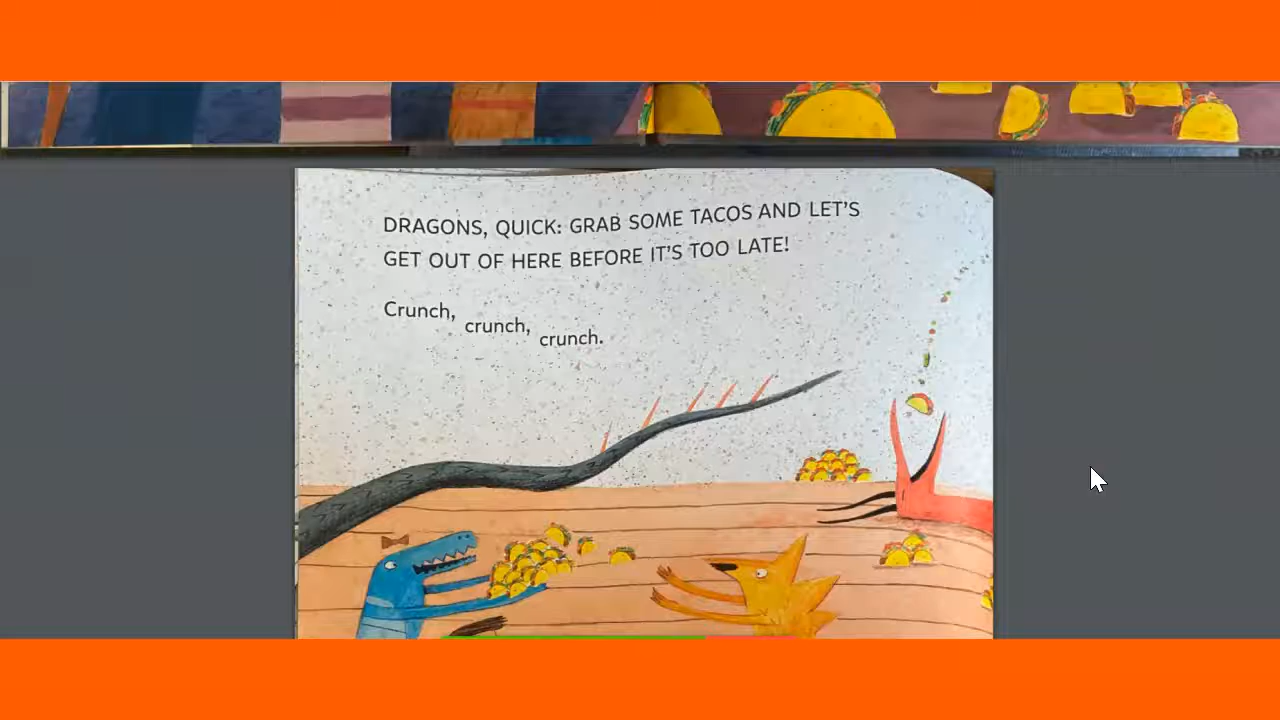 DRAGONS, QUICK: GRAB SOME TACOS AND LET'S
GET OUT OF HERE BEFORE IT'S TOO LATE!
Crunch, crunch, crunch.